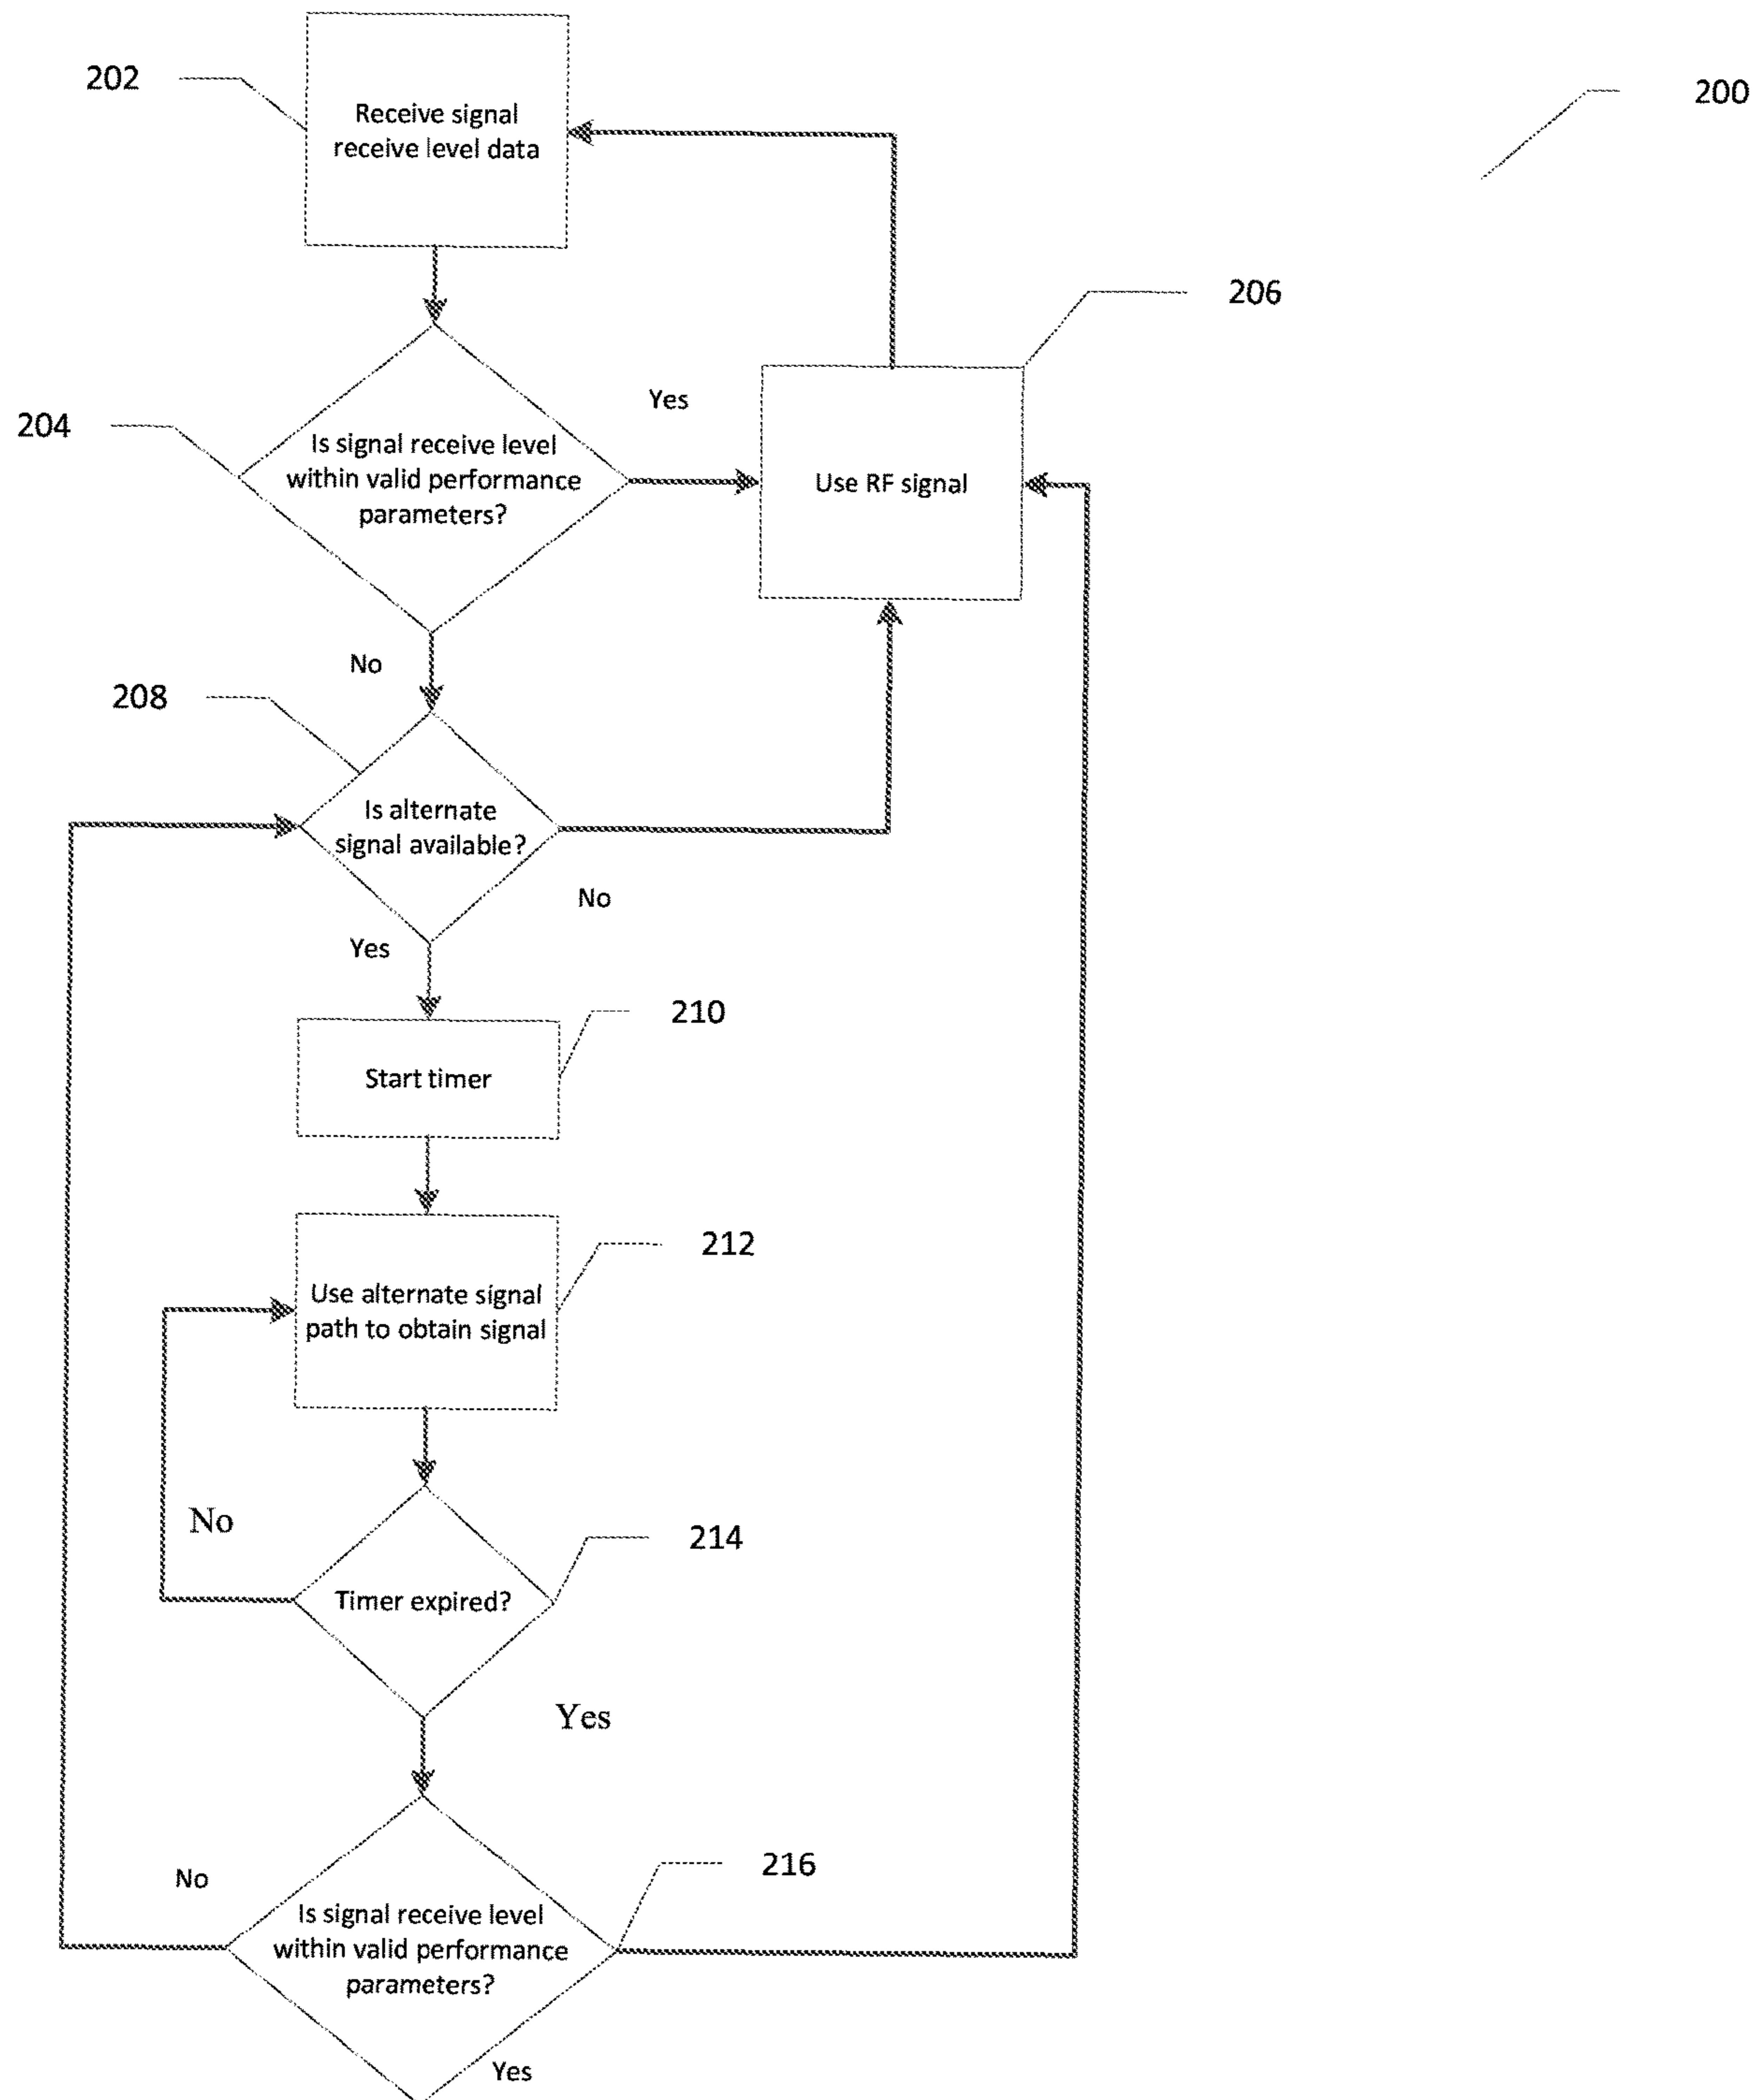 202
Receive signal
receive level data
200
206
204
Is signal receive level
within valid performance
parameters?
Yes
Use RF signal
No
208
Is alternate
signal available?
No
Yes
210
Start timer
212
Use alternate signal
path to obtain signal
No
214
Timer expired?
Yes
No
216
Is signal receive level
within valid performance
parameters?
Yes